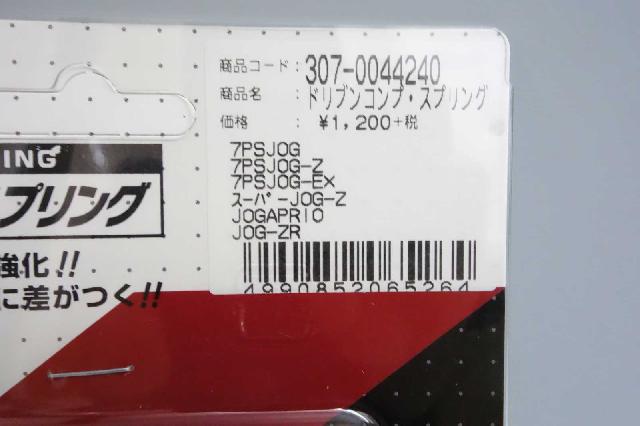 商品コード：307-0044240
商品名：ドリブンコンプ・スプリング
価格：¥1,200+税
7PSJOG
7PSJOG-Z
7PSJOG-EX
スーパｰJOG-Z
JOGAPRIO
JOG-ZR
4990852065264
ING
プリング
強化!!
に差がつく!!